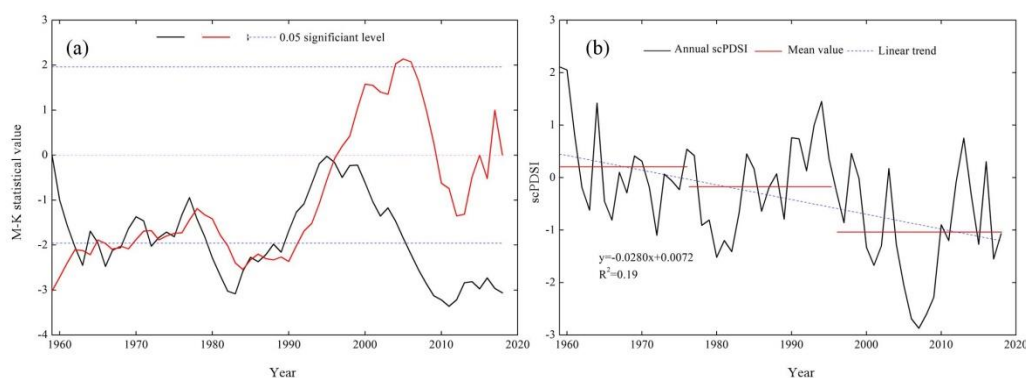 (a)
0.05 significiant level
3
2
1
0
-1
-2
-3
-4
M-K statistical value
1960 1970 1980 1990 2000 2010 2020
Year
(b)
Annual scPDSI Mean value Linear trend
3
2
1
0
-1
-2
-3
scPDSI
y=-0.0280x+0.0072
R²=0.19
1960 1970 1980 1990 2000 2010 2020
Year